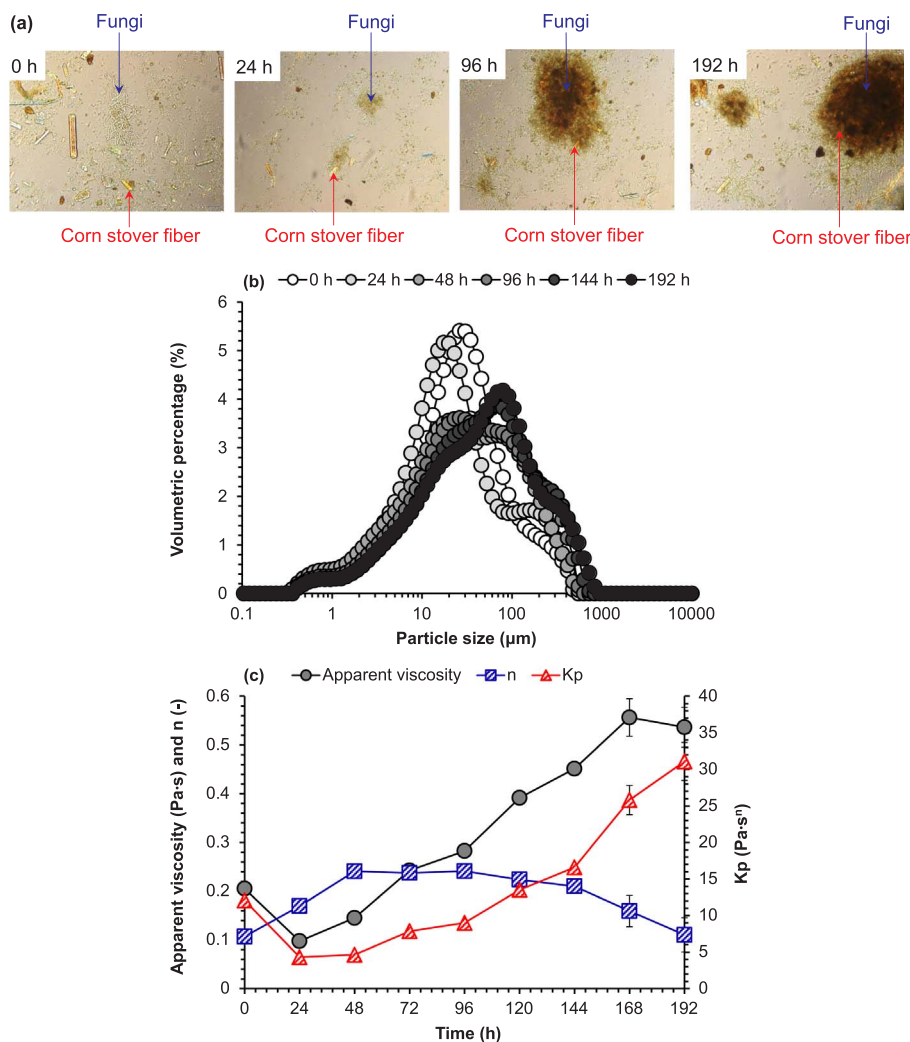 (a)
Fungi
Fungi
Fungi
Fungi
0 h
24 h
96 h
192 h
Corn stover fiber
Corn stover fiber
Corn stover fiber
Corn stover fiber
(b)
0 h
24 h
48 h
96 h
144 h
192 h
Volumetric percentage (%)
6
5
4
3
2
1
0
0.1
1
10
100
1000
10000
Particle size (µm)
(c)
Apparent viscosity
n
Kp
Apparent viscosity (Pa·s) and n (-)
0.6
0.5
0.4
0.3
0.2
0.1
0
40
35
30
25
20
15
10
5
0
Kp (Pa·sⁿ)
0
24
48
72
96
120
144
168
192
Time (h)